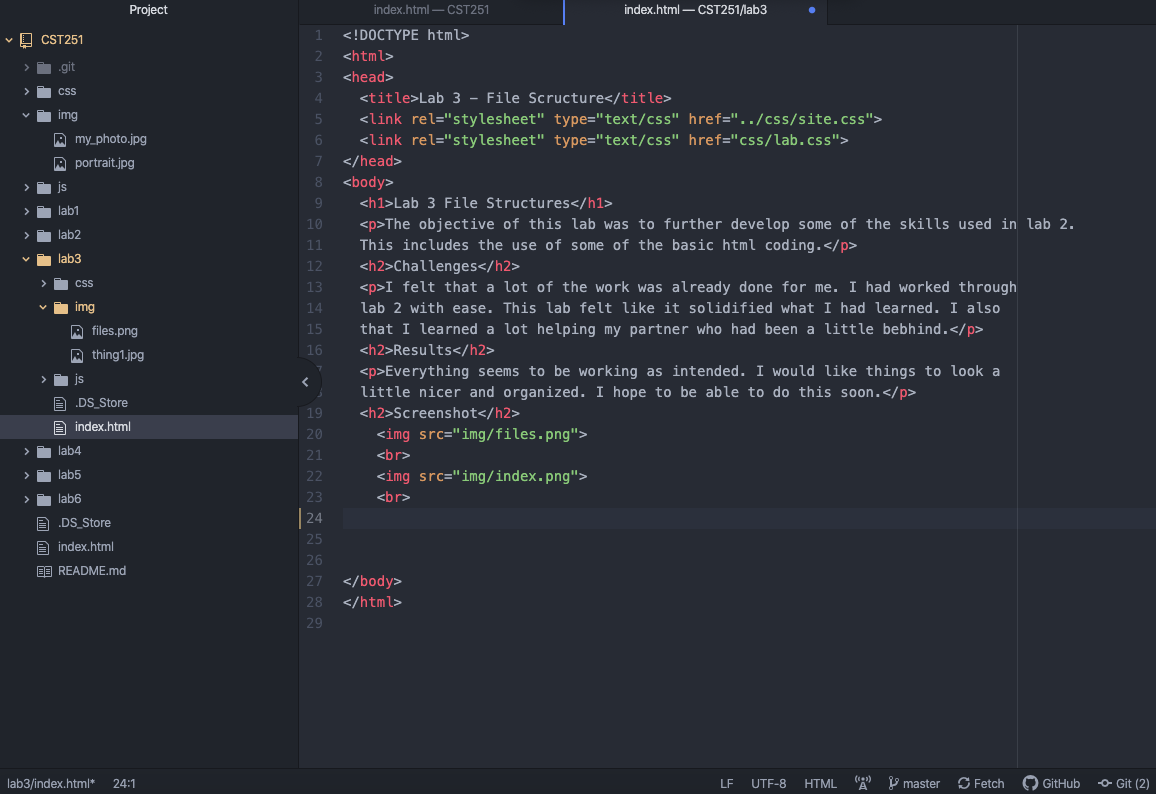 Project
CST251
.git
css
img
my_photo.jpg
portrait.jpg
js
lab1
lab2
lab3
css
img
files.png
thing1.jpg
js
.DS_Store
index.html
lab4
lab5
lab6
.DS_Store
index.html
README.md
index.html — CST251
index.html — CST251/lab3
1 <!DOCTYPE html>
2 <html>
3 <head>
4 <title>Lab 3 – File Scructure</title>
5 <link rel="stylesheet" type="text/css" href="../css/site.css">
6 <link rel="stylesheet" type="text/css" href="css/lab.css">
7 </head>
8 <body>
9 <h1>Lab 3 File Structures</h1>
10 <p>The objective of this lab was to further develop some of the skills used in lab 2.
11 This includes the use of some of the basic html coding.</p>
12 <h2>Challenges</h2>
13 <p>I felt that a lot of the work was already done for me. I had worked through
14 lab 2 with ease. This lab felt like it solidified what I had learned. I also
15 that I learned a lot helping my partner who had been a little bebhind.</p>
16 <h2>Results</h2>
<p>Everything seems to be working as intended. I would like things to look a
little nicer and organized. I hope to be able to do this soon.</p>
19 <h2>Screenshot</h2>
20 <img src="img/files.png">
21 <br>
22 <img src="img/index.png">
23 <br>
24
25
26
27 </body>
28 </html>
29
lab3/index.html* 24:1 LF UTF-8 HTML master Fetch GitHub Git (2)